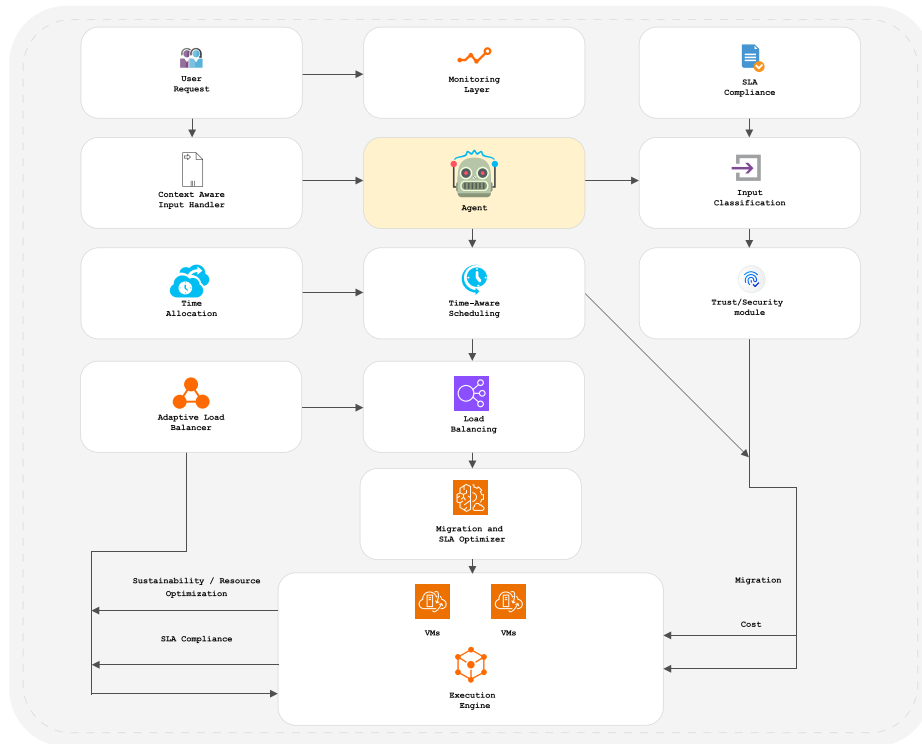 User
Request
Monitoring
Layer
SLA
Compliance
Context Aware
Input Handler
Agent
Input
Classification
Time
Allocation
Time-Aware
Scheduling
Trust/Security
module
Adaptive Load
Balancer
Load
Balancing
Migration and
SLA Optimizer
Sustainability / Resource
Optimization
Migration
VMs
VMs
Cost
SLA Compliance
Execution
Engine